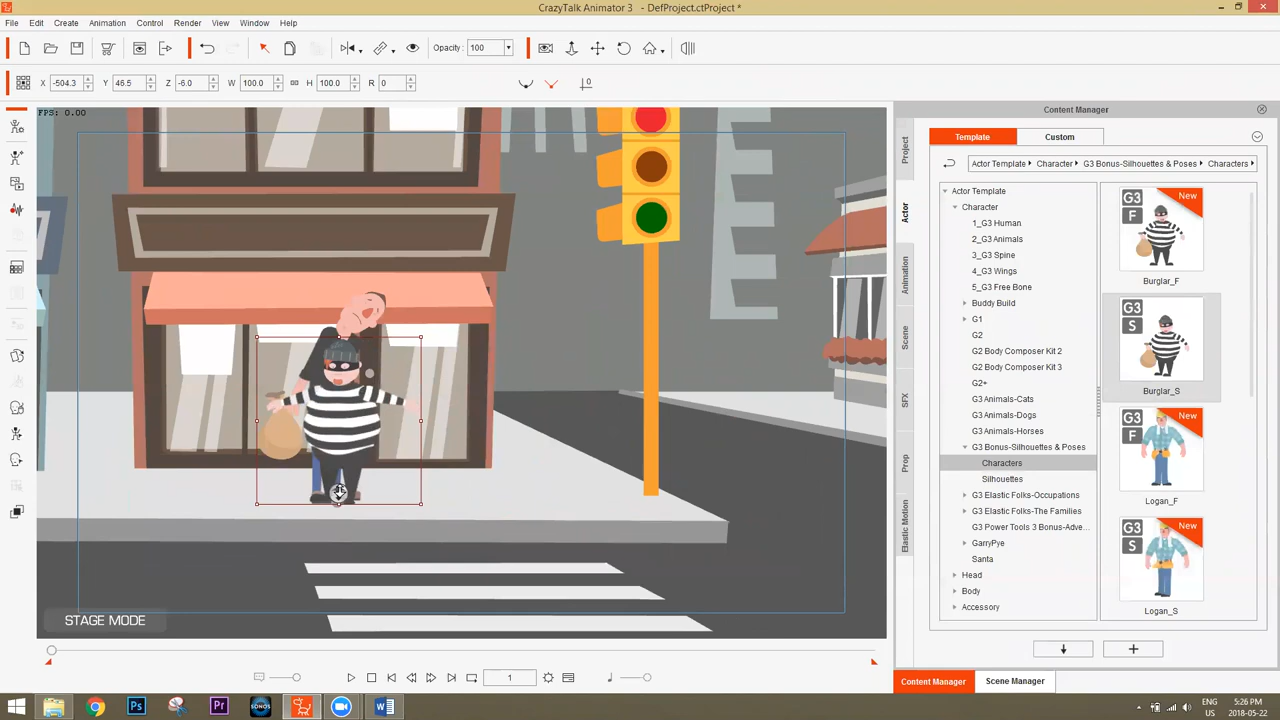 CrazyTalk Animator 3 - DefProject.ctProject *
File Edit Create Animation Control Render View Window Help
Opacity : 100
X -504.3 Y 46.5 Z -6.0 W 100.0 H 100.0 R 0
FPS: 0.00
STAGE MODE
1
Content Manager
Template Custom
Actor Template Character G3 Bonus-Silhouettes & Poses Characters
Project
Actor
Animation
Scene
SFX
Prop
Elastic Motion
Actor Template
Character
1_G3 Human
2_G3 Animals
3_G3 Spine
4_G3 Wings
5_G3 Free Bone
Buddy Build
G1
G2
G2 Body Composer Kit 2
G2 Body Composer Kit 3
G2+
G3 Animals-Cats
G3 Animals-Dogs
G3 Animals-Horses
G3 Bonus-Silhouettes & Poses
Characters
Silhouettes
G3 Elastic Folks-Occupations
G3 Elastic Folks-The Families
G3 Power Tools 3 Bonus-Adve...
GarryPye
Santa
Head
Body
Accessory
G3 F New
Burglar_F
G3 S New
Burglar_S
G3 F New
Logan_F
G3 S New
Logan_S
Content Manager Scene Manager
Ps Pr SONOS W
ENG 5:26 PM
US 2018-05-22